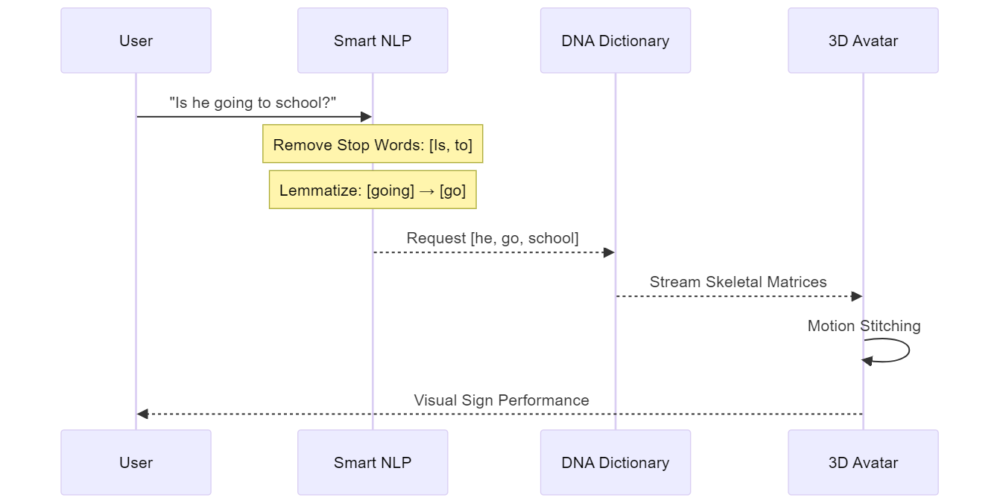 User
Smart NLP
DNA Dictionary
3D Avatar
"Is he going to school?"
Remove Stop Words: [Is, to]
Lemmatize: [going] → [go]
Request [he, go, school]
Stream Skeletal Matrices
Motion Stitching
Visual Sign Performance
User
Smart NLP
DNA Dictionary
3D Avatar